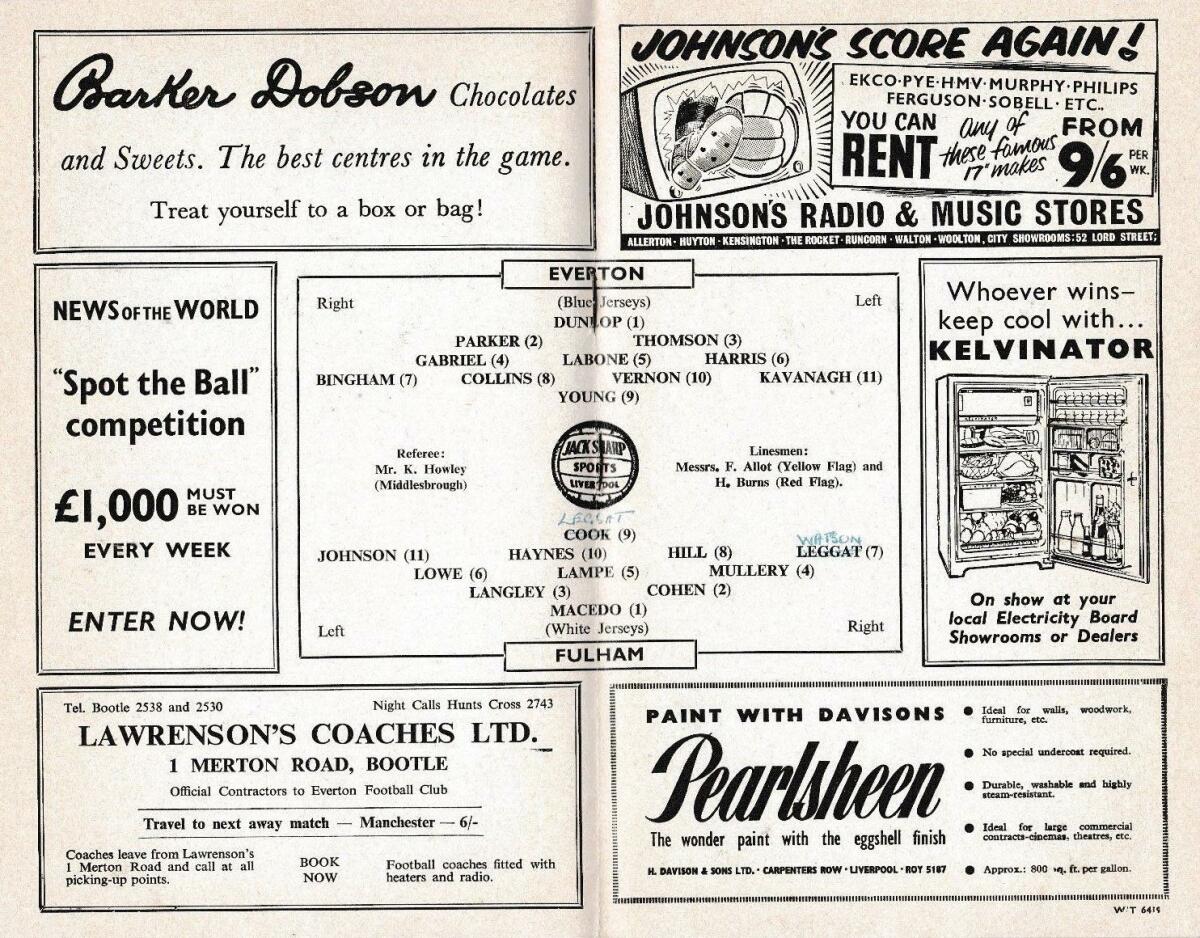 Barker Dobson Chocolates
and Sweets. The best centres in the game.
Treat yourself to a box or bag!
JOHNSON'S SCORE AGAIN!
EKCO·PYE·HMV·MURPHY·PHILIPS
FERGUSON·SOBELL·ETC..
YOU CAN RENT
any of these famous 17" makes
FROM 9/6 PER WK.
JOHNSON'S RADIO & MUSIC STORES
ALLERTON·HUYTON·KENSINGTON·THE ROCKET·RUNCORN·WALTON·WOOLTON, CITY SHOWROOMS:52 LORD STREET;
NEWS OF THE WORLD
"Spot the Ball"
competition
£1,000 MUST BE WON
EVERY WEEK
ENTER NOW!
EVERTON
Right (Blue Jerseys) Left
DUNLOP (1)
PARKER (2) THOMSON (3)
GABRIEL (4) LABONE (5) HARRIS (6)
BINGHAM (7) COLLINS (8) VERNON (10) KAVANAGH (11)
YOUNG (9)
Referee:
Mr. K. Howley
(Middlesbrough)
JACK SHARP
SPORTS
LIVERPOOL
Linesmen:
Messrs. F. Allot (Yellow Flag) and
H. Burns (Red Flag).
LEGGAT
COOK (9)
WATSON
JOHNSON (11) HAYNES (10) HILL (8) LEGGAT (7)
LOWE (6) LAMPE (5) MULLERY (4)
LANGLEY (3) COHEN (2)
MACEDO (1)
Left (White Jerseys) Right
FULHAM
Whoever wins–
keep cool with...
KELVINATOR
KELVINATOR
On show at your
local Electricity Board
Showrooms or Dealers
Tel. Bootle 2538 and 2530 Night Calls Hunts Cross 2743
LAWRENSON'S COACHES LTD.
1 MERTON ROAD, BOOTLE
Official Contractors to Everton Football Club
Travel to next away match — Manchester — 6/-
Coaches leave from Lawrenson's
1 Merton Road and call at all
picking-up points.
BOOK
NOW
Football coaches fitted with
heaters and radio.
PAINT WITH DAVISONS
Pearlsheen
The wonder paint with the eggshell finish
H. DAVISON & SONS LTD. · CARPENTERS ROW · LIVERPOOL · ROY 5187
● Ideal for walls, woodwork,
furniture, etc.
● No special undercoat required.
● Durable, washable and highly
steam-resistant.
● Ideal for large commercial
contracts-cinemas, theatres, etc.
● Approx.: 800 sq. ft. per gallon.
W'T 6415